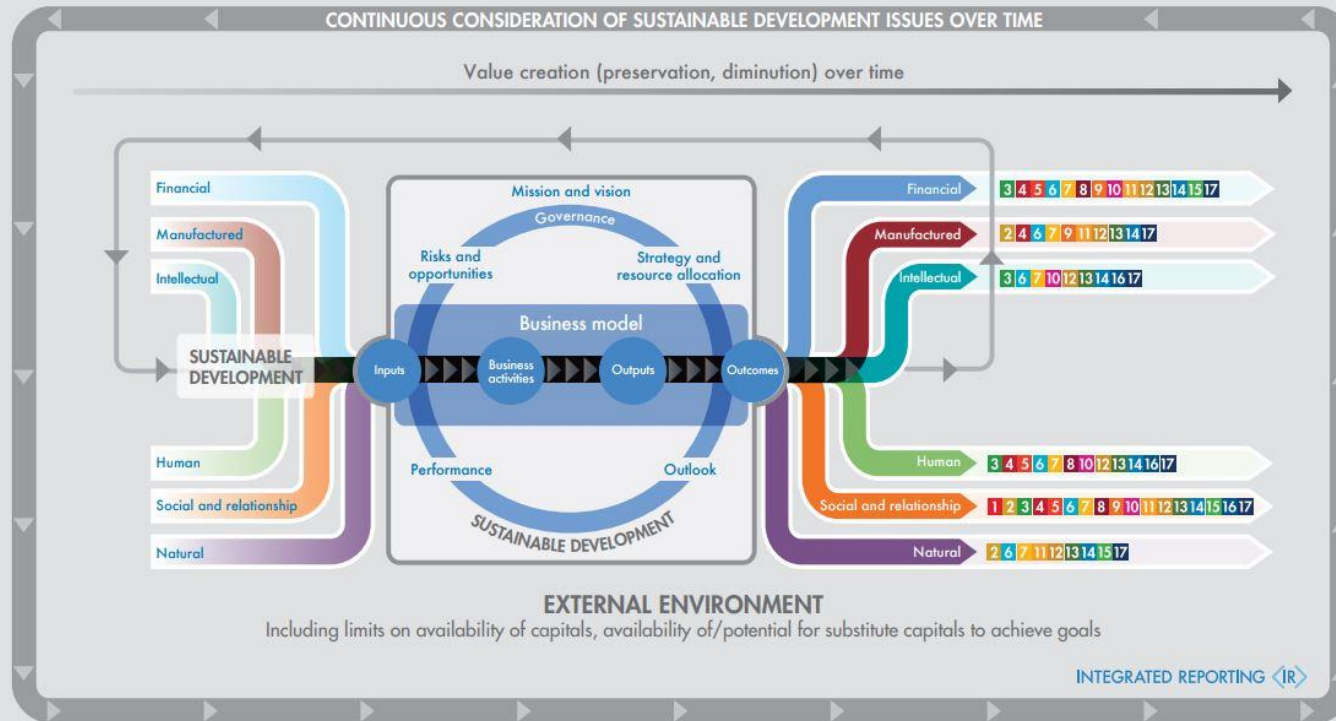 CONTINUOUS CONSIDERATION OF SUSTAINABLE DEVELOPMENT ISSUES OVER TIME
Value creation (preservation, diminution) over time
Financial
Manufactured
Intellectual
SUSTAINABLE
DEVELOPMENT
Human
Social and relationship
Natural
Mission and vision
Governance
Risks and
opportunities
Strategy and
resource allocation
Business model
Inputs
Business
activities
Outputs
Outcomes
Performance
Outlook
SUSTAINABLE DEVELOPMENT
Financial
3 4 5 6 7 8 9 10 11 12 13 14 15 17
Manufactured
2 4 6 7 9 11 12 13 14 17
Intellectual
3 6 7 10 12 13 14 16 17
Human
3 4 5 6 7 8 10 12 13 14 16 17
Social and relationship
1 2 3 4 5 6 7 8 9 10 11 12 13 14 15 16 17
Natural
2 6 7 11 12 13 14 15 17
EXTERNAL ENVIRONMENT
Including limits on availability of capitals, availability of/potential for substitute capitals to achieve goals
INTEGRATED REPORTING <IR>